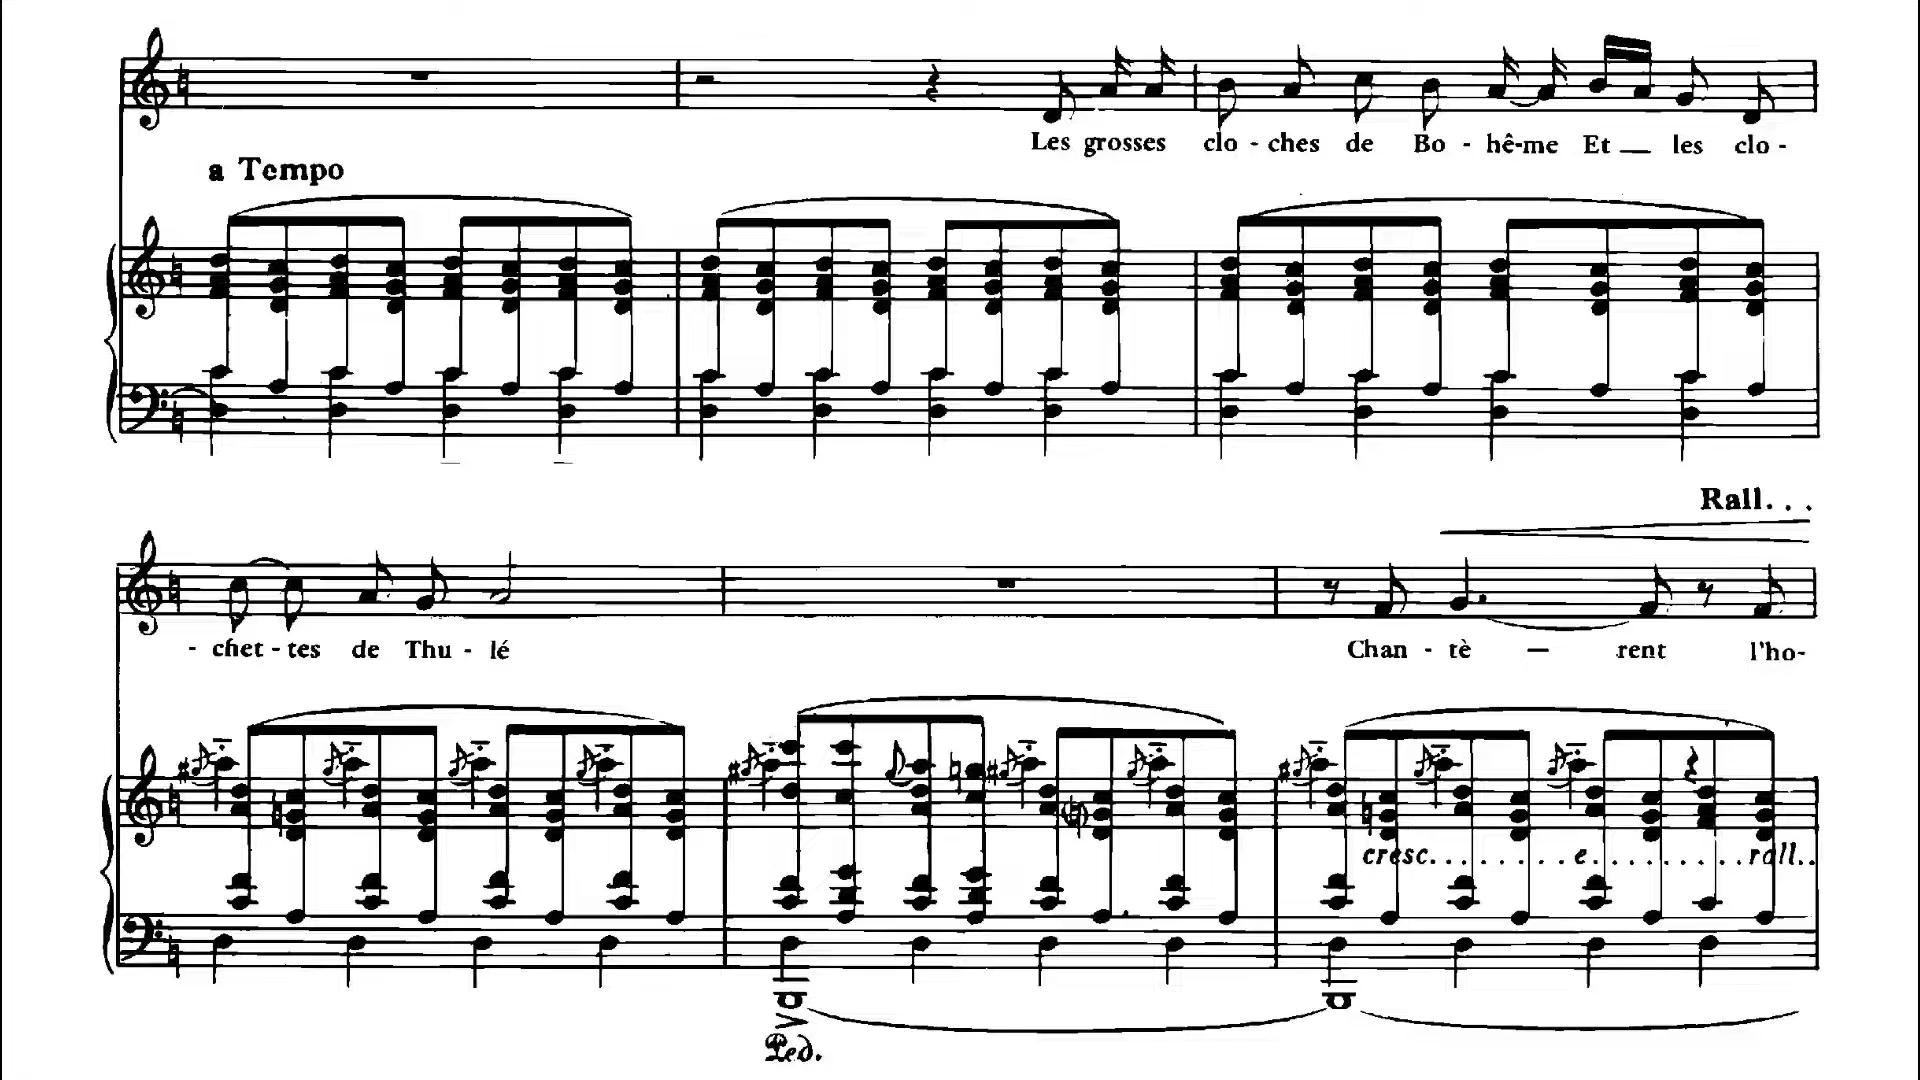 Les grosses clo - ches de Bo - hê-me Et les clo -
a Tempo
Rall. . .
- chet - tes de Thu - lé Chan - tè — rent l'ho-
cresc. . . . . . . . e. . . . . . . . . rall. .
Ped.